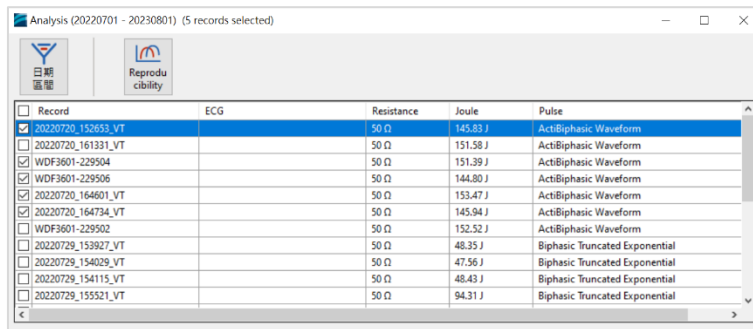 Analysis (20220701 - 20230801) (5 records selected)
日期
區間
Reprodu
cibility
Record ECG Resistance Joule Pulse
20220720_152653_VT 50 Ω 145.83 J ActiBiphasic Waveform
20220720_161331_VT 50 Ω 151.58 J ActiBiphasic Waveform
WDF3601-229504 50 Ω 151.39 J ActiBiphasic Waveform
WDF3601-229506 50 Ω 144.80 J ActiBiphasic Waveform
20220720_164601_VT 50 Ω 153.47 J ActiBiphasic Waveform
20220720_164734_VT 50 Ω 145.94 J ActiBiphasic Waveform
WDF3601-229502 50 Ω 152.52 J ActiBiphasic Waveform
20220729_153927_VT 50 Ω 48.35 J Biphasic Truncated Exponential
20220729_154029_VT 50 Ω 47.56 J Biphasic Truncated Exponential
20220729_154115_VT 50 Ω 48.43 J Biphasic Truncated Exponential
20220729_155521_VT 50 Ω 94.31 J Biphasic Truncated Exponential